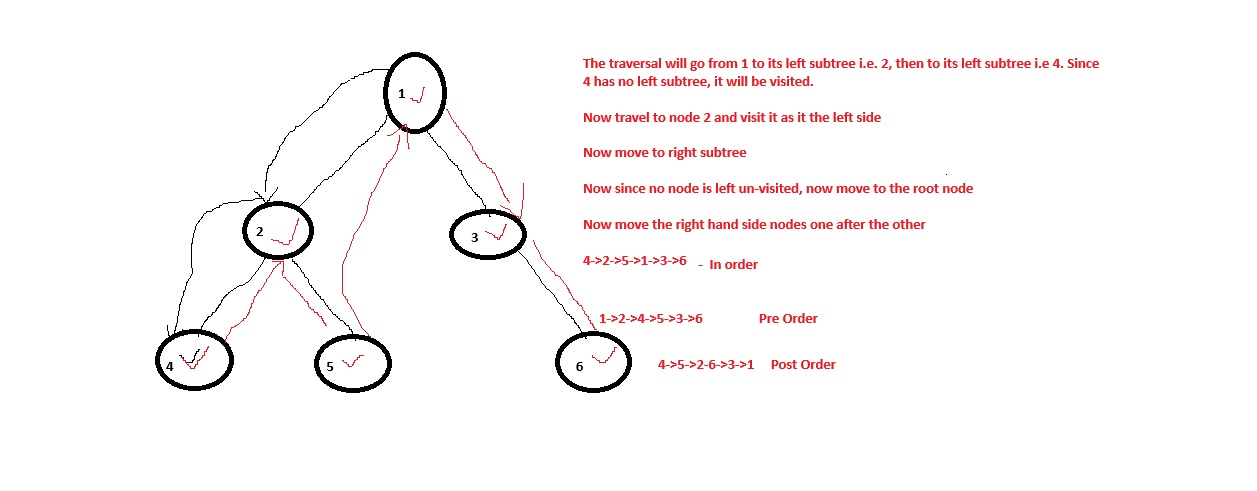 The traversal will go from 1 to its left subtree i.e. 2, then to its left subtree i.e 4. Since
4 has no left subtree, it will be visited.
1
Now travel to node 2 and visit it as it the left side
Now move to right subtree
Now since no node is left un-visited, now move to the root node
Now move the right hand side nodes one after the other
2
3
4->2->5->1->3->6 - In order
1->2->4->5->3->6 Pre Order
4
5
6
4->5->2-6->3->1 Post Order